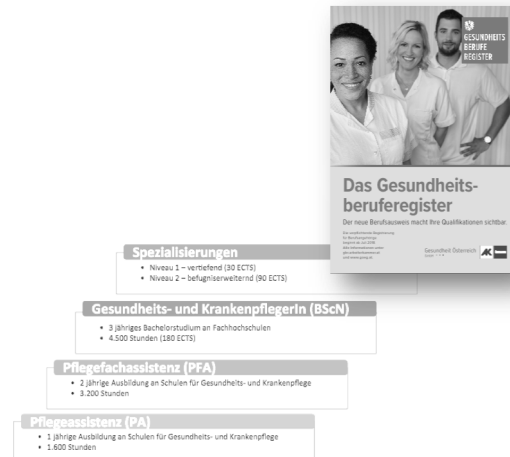 GESUNDHEITS
BERUFE
REGISTER
Das Gesundheits-
beruferegister
Der neue Berufsausweis macht Ihre Qualifikationen sichtbar.
Gesundheit Österreich
AK
Spezialisierungen
• Niveau 1 – vertiefend (30 ECTS)
• Niveau 2 – befugniserweiternd (90 ECTS)
Gesundheits- und KrankenpflegerIn (BScN)
• 3 jähriges Bachelorstudium an Fachhochschulen
• 4.500 Stunden (180 ECTS)
Pflegefachassistenz (PFA)
• 2 jährige Ausbildung an Schulen für Gesundheits- und Krankenpflege
• 3.200 Stunden
Pflegeassistenz (PA)
• 1 jährige Ausbildung an Schulen für Gesundheits- und Krankenpflege
• 1.600 Stunden